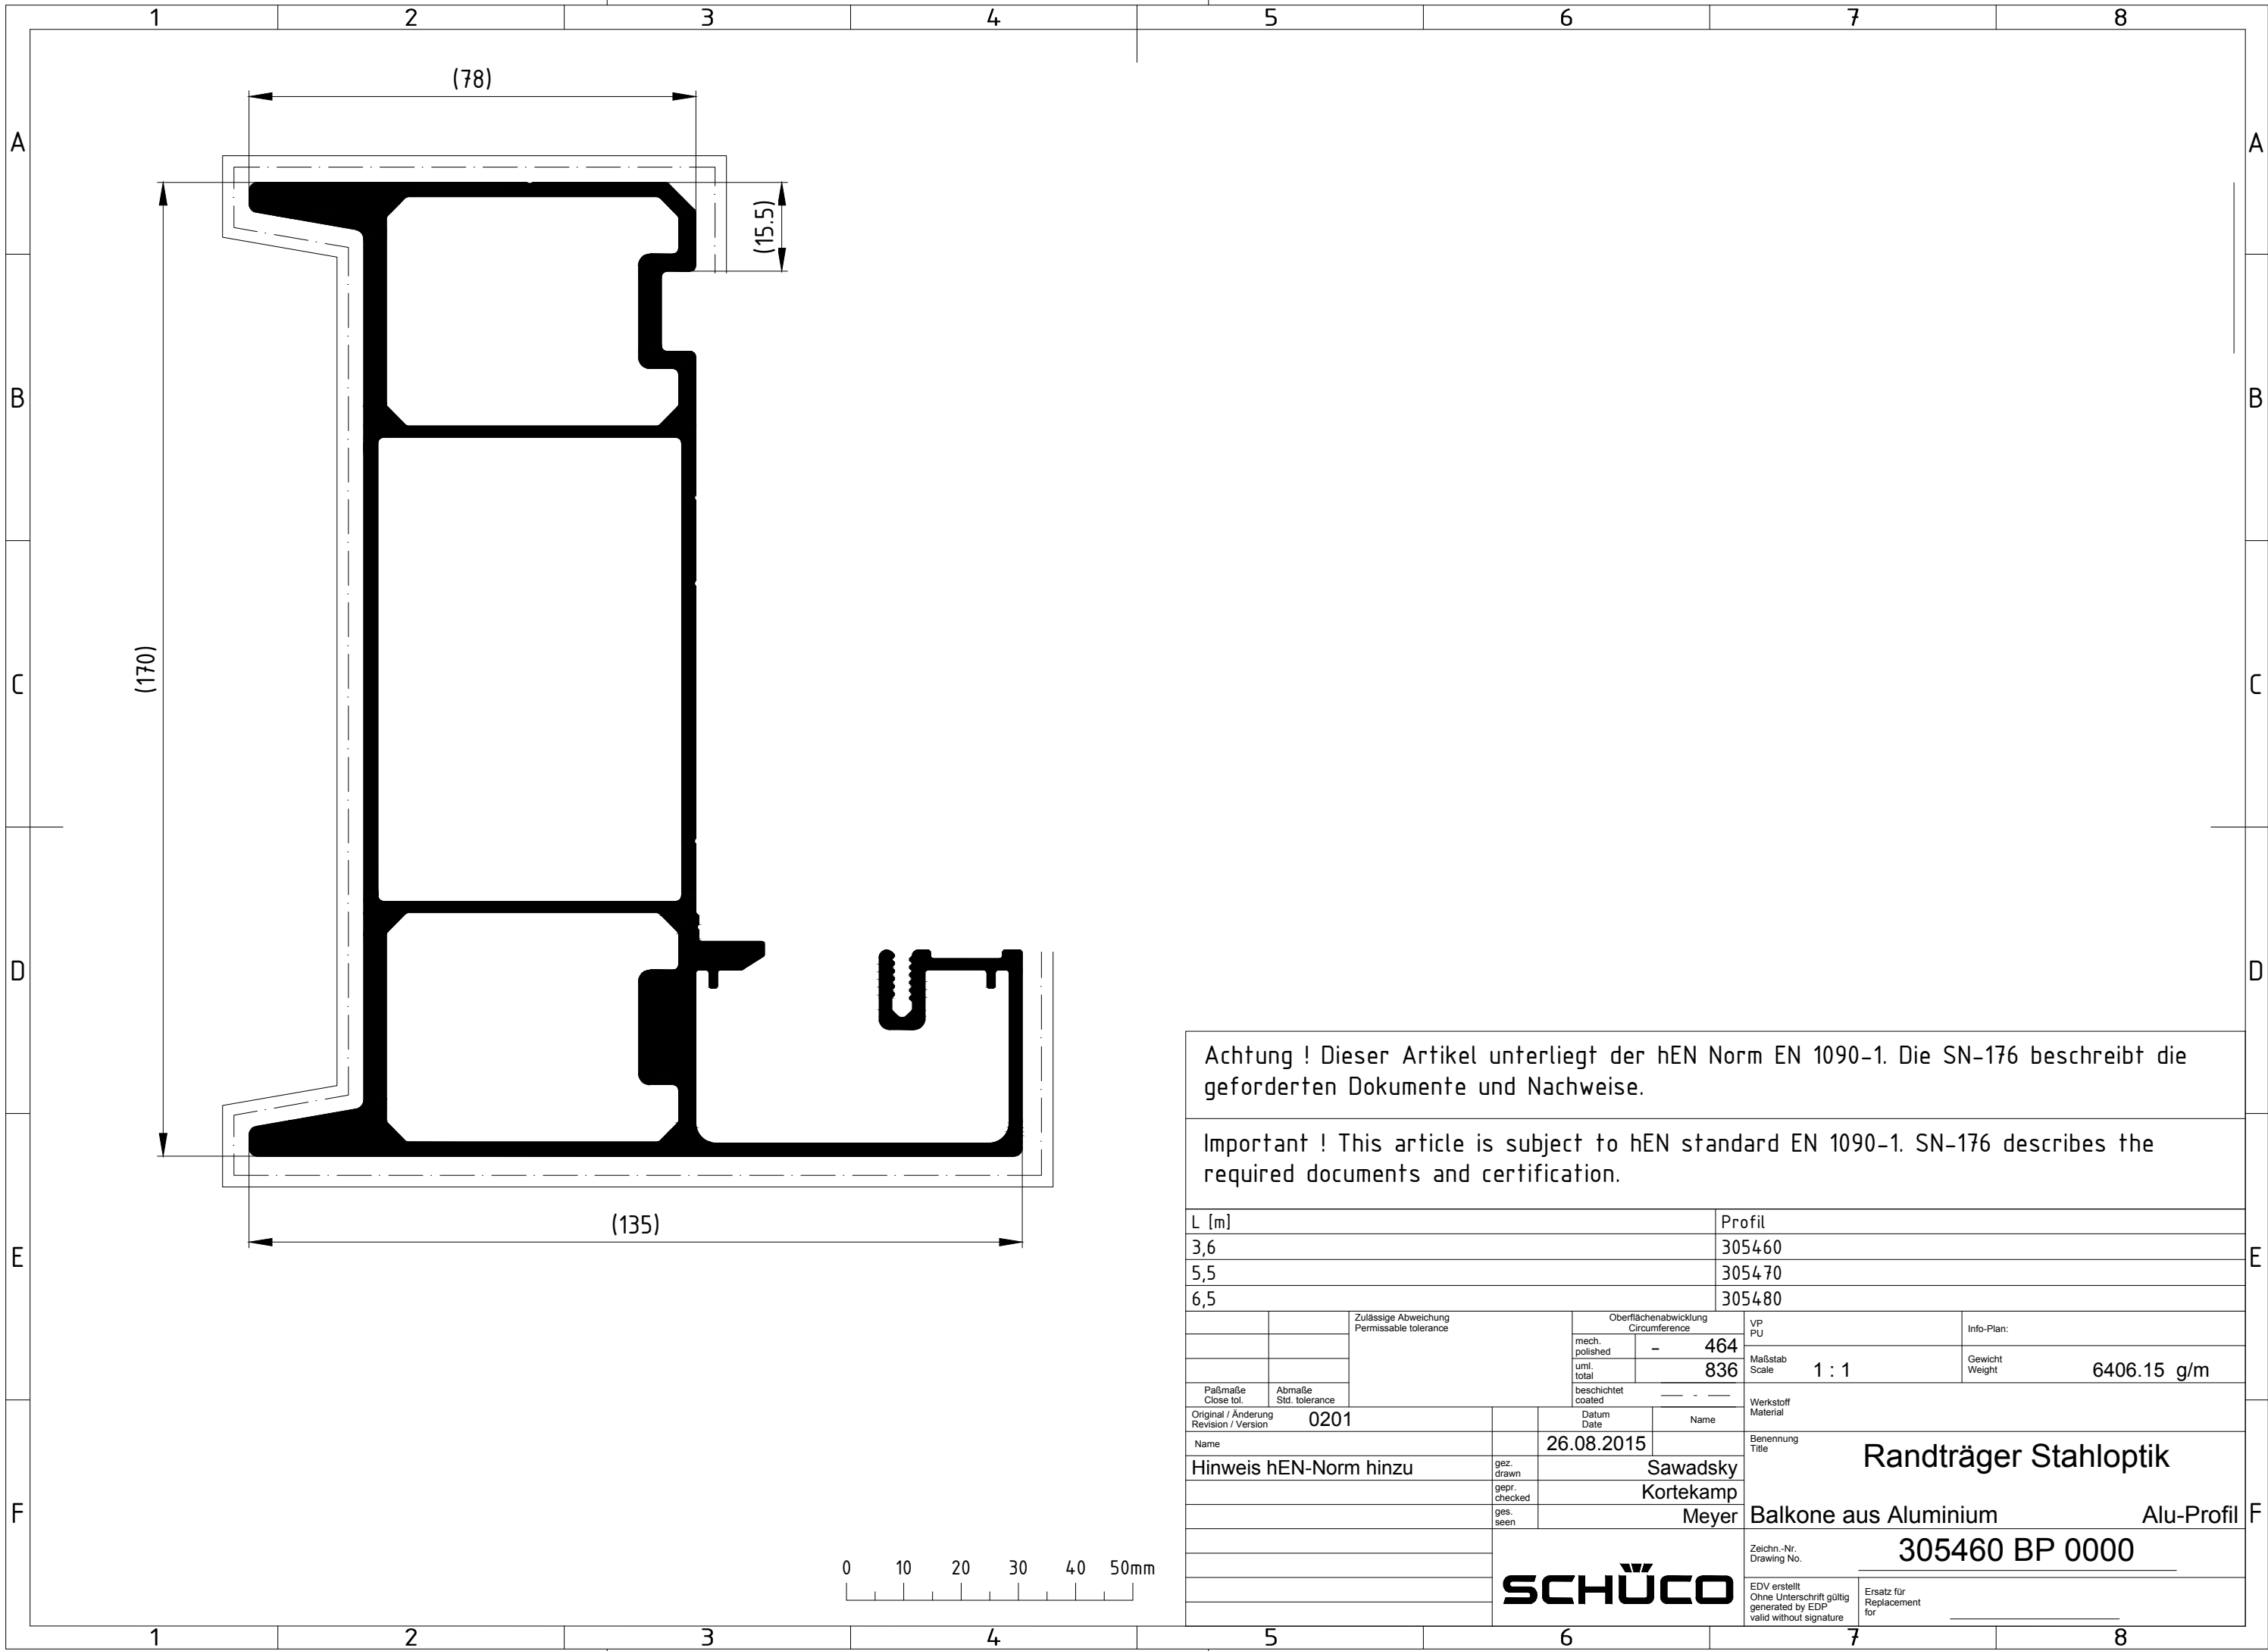 1 2 3 4 5 6 7 8
A A
B B
C C
D D
E E
F F
1 2 3 4 5 6 7 8
(78)
(15.5)
(170)
(135)
0 10 20 30 40 50mm
Achtung ! Dieser Artikel unterliegt der hEN Norm EN 1090-1. Die SN-176 beschreibt die
geforderten Dokumente und Nachweise.
Important ! This article is subject to hEN standard EN 1090-1. SN-176 describes the
required documents and certification.
L [m] Profil
3,6 305460
5,5 305470
6,5 305480
Zulässige Abweichung
Permissable tolerance
Oberflächenabwicklung
Circumference
mech.
polished - 464
uml.
total 836
beschichtet
coated
VP
PU
Info-Plan:
Maßstab
Scale 1 : 1
Gewicht
Weight 6406.15 g/m
Paßmaße
Close tol.
Abmaße
Std. tolerance
Werkstoff
Material
Original / Änderung
Revision / Version 0201
Datum
Date
Name
Name 26.08.2015
Hinweis hEN-Norm hinzu
gez.
drawn Sawadsky
gepr.
checked Kortekamp
ges.
seen Meyer
Benennung
Title
Randträger Stahloptik
Balkone aus Aluminium Alu-Profil
SCHÜCO
Zeichn.-Nr.
Drawing No. 305460 BP 0000
EDV erstellt
Ohne Unterschrift gültig
generated by EDP
valid without signature
Ersatz für
Replacement
for